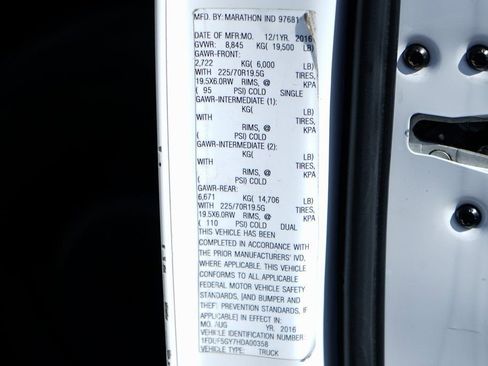 MFD. BY: MARATHON IND 97681
DATE OF MFR:MO. 12/1YR. 2016
GVWR: 8,845 KG( 19,500 LB)
GAWR-FRONT:
2,722 KG( 6,000 LB)
WITH 225/70R19.5G TIRES,
19.5X6.0RW RIMS, @ KPA
( 95 PSI) COLD SINGLE
GAWR-INTERMEDIATE (1):
KG( LB)
WITH TIRES,
RIMS, @ KPA
( PSI) COLD
GAWR-INTERMEDIATE (2):
KG( LB)
WITH TIRES,
RIMS, @ KPA
( PSI) COLD
GAWR-REAR:
6,671 KG( 14,706 LB)
WITH 225/70R19.5G TIRES,
19.5X6.0RW RIMS, @ KPA
( 110 PSI) COLD DUAL
THIS VEHICLE HAS BEEN
COMPLETED IN ACCORDANCE WITH
THE PRIOR MANUFACTURERS' IVD,
WHERE APPLICABLE. THIS VEHICLE
CONFORMS TO ALL APPLICABLE
FEDERAL MOTOR VEHICLE SAFETY
STANDARDS, [AND BUMPER AND
THEFT PREVENTION STANDARDS, IF
APPLICABLE] IN EFFECT IN
MO. AUG YR. 2016
VEHICLE IDENTIFICATION NUMBER:
1FDUF5GY7HDA00358
VEHICLE TYPE: TRUCK